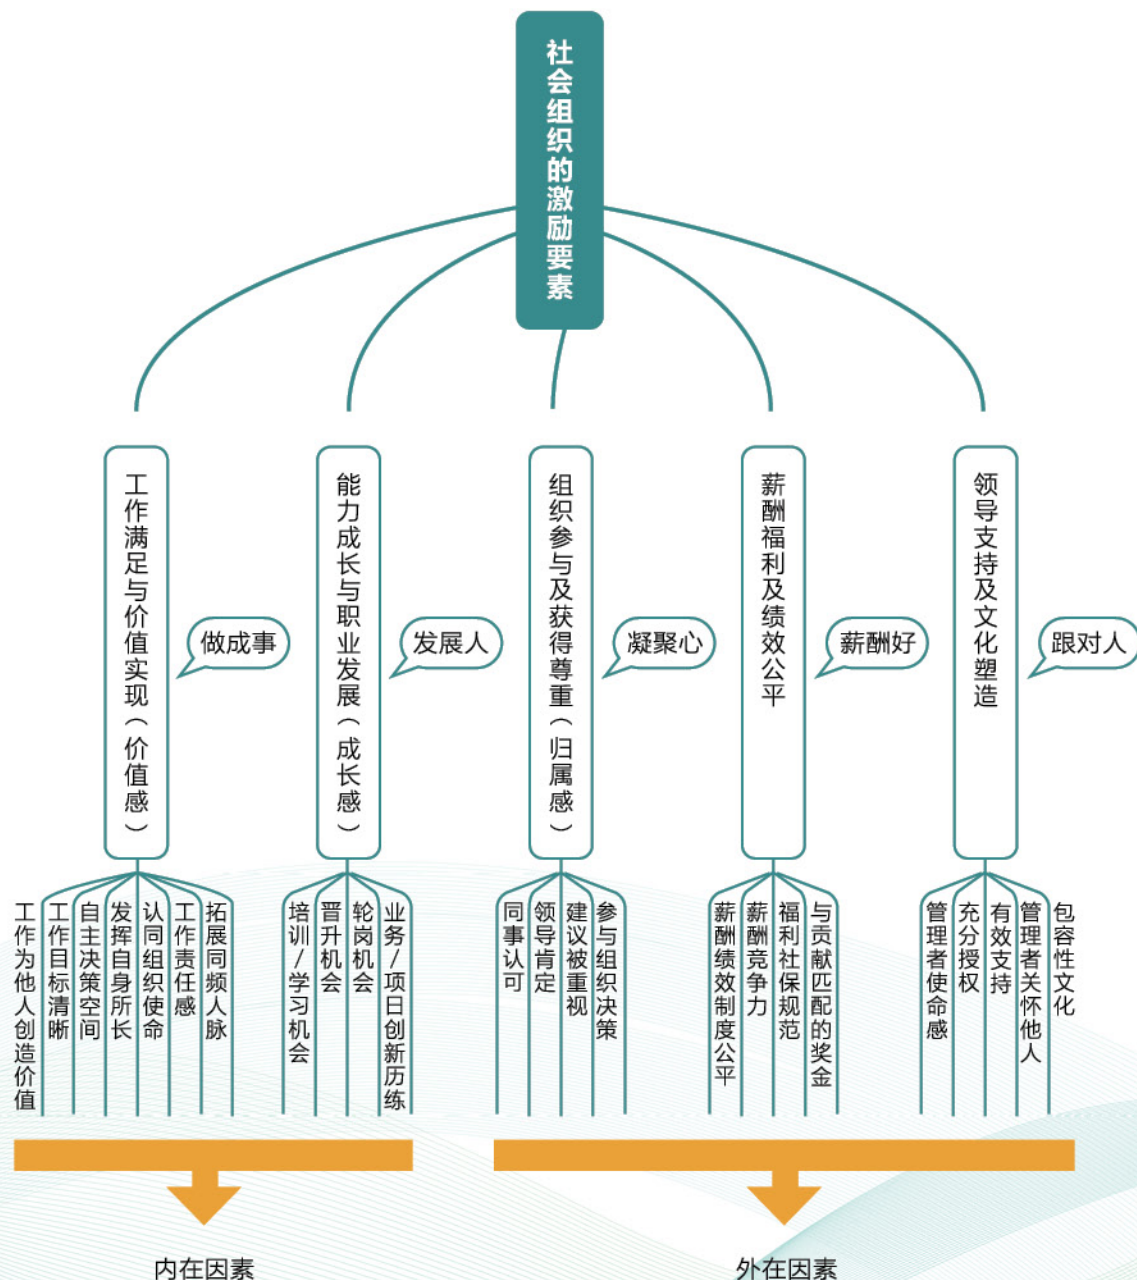 社会组织的激励要素
工作满足与价值实现（价值感）
做成事
能力成长与职业发展（成长感）
发展人
组织参与及获得尊重（归属感）
凝聚心
薪酬福利及绩效公平
薪酬好
领导支持及文化塑造
跟对人
工作为他人创造价值
工作目标清晰
自主决策空间
发挥自身所长
认同组织使命
工作责任感
拓展同频人脉
培训/学习机会
晋升机会
轮岗机会
业务/项日创新历练
同事认可
领导肯定
建议被重视
参与组织决策
薪酬绩效制度公平
薪酬竞争力
福利社保规范
与贡献匹配的奖金
管理者使命感
充分授权
有效支持
管理者关怀他人
包容性文化
内在因素
外在因素